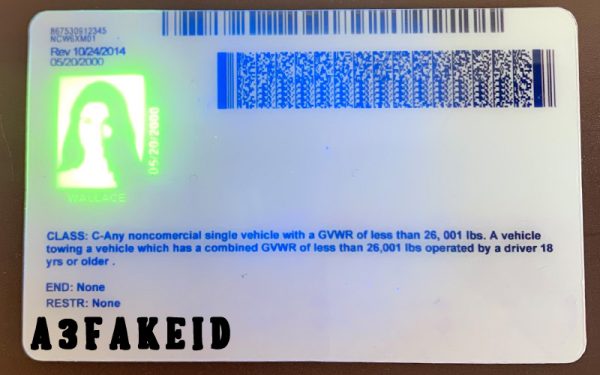 867530912345
NCW6XM01
Rev 10/24/2014
05/20/2000
05-20-2000
WALLACE
CLASS: C-Any noncomercial single vehicle with a GVWR of less than 26, 001 lbs. A vehicle
towing a vehicle which has a combined GVWR of less than 26,001 lbs operated by a driver 18
yrs or older .
END: None
RESTR: None
A3FAKEID